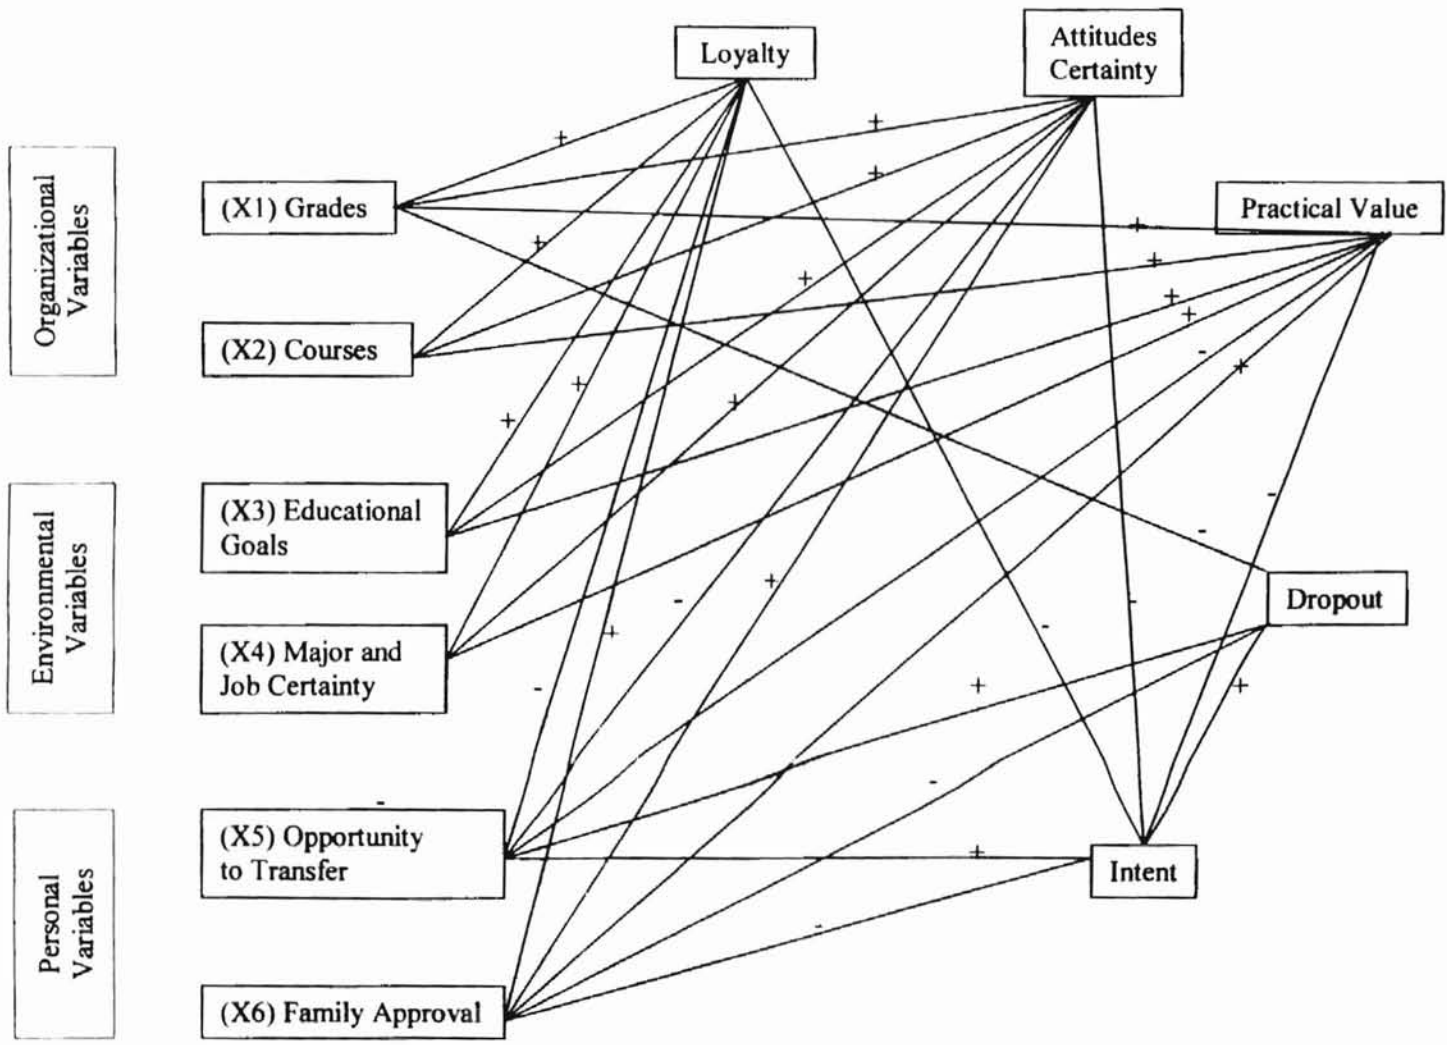 Loyalty
Attitudes
Certainty
Organizational
Variables
(X1) Grades
Practical Value
(X2) Courses
Environmental
Variables
(X3) Educational
Goals
Dropout
(X4) Major and
Job Certainty
Personal
Variables
(X5) Opportunity
to Transfer
Intent
(X6) Family Approval
+
+
+
+
+
+
+
+
+
-
+
+
+
+
-
-
+
-
-
-
+
-
+
+
-
-
+
-